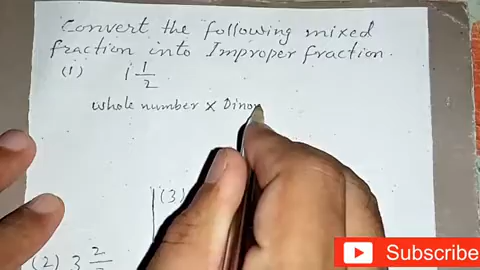 Convert the following mixed
fraction into Improper fraction.
(1) 1 1/2
whole number × Dinon
(3)
(2) 3 2/
Subscribe